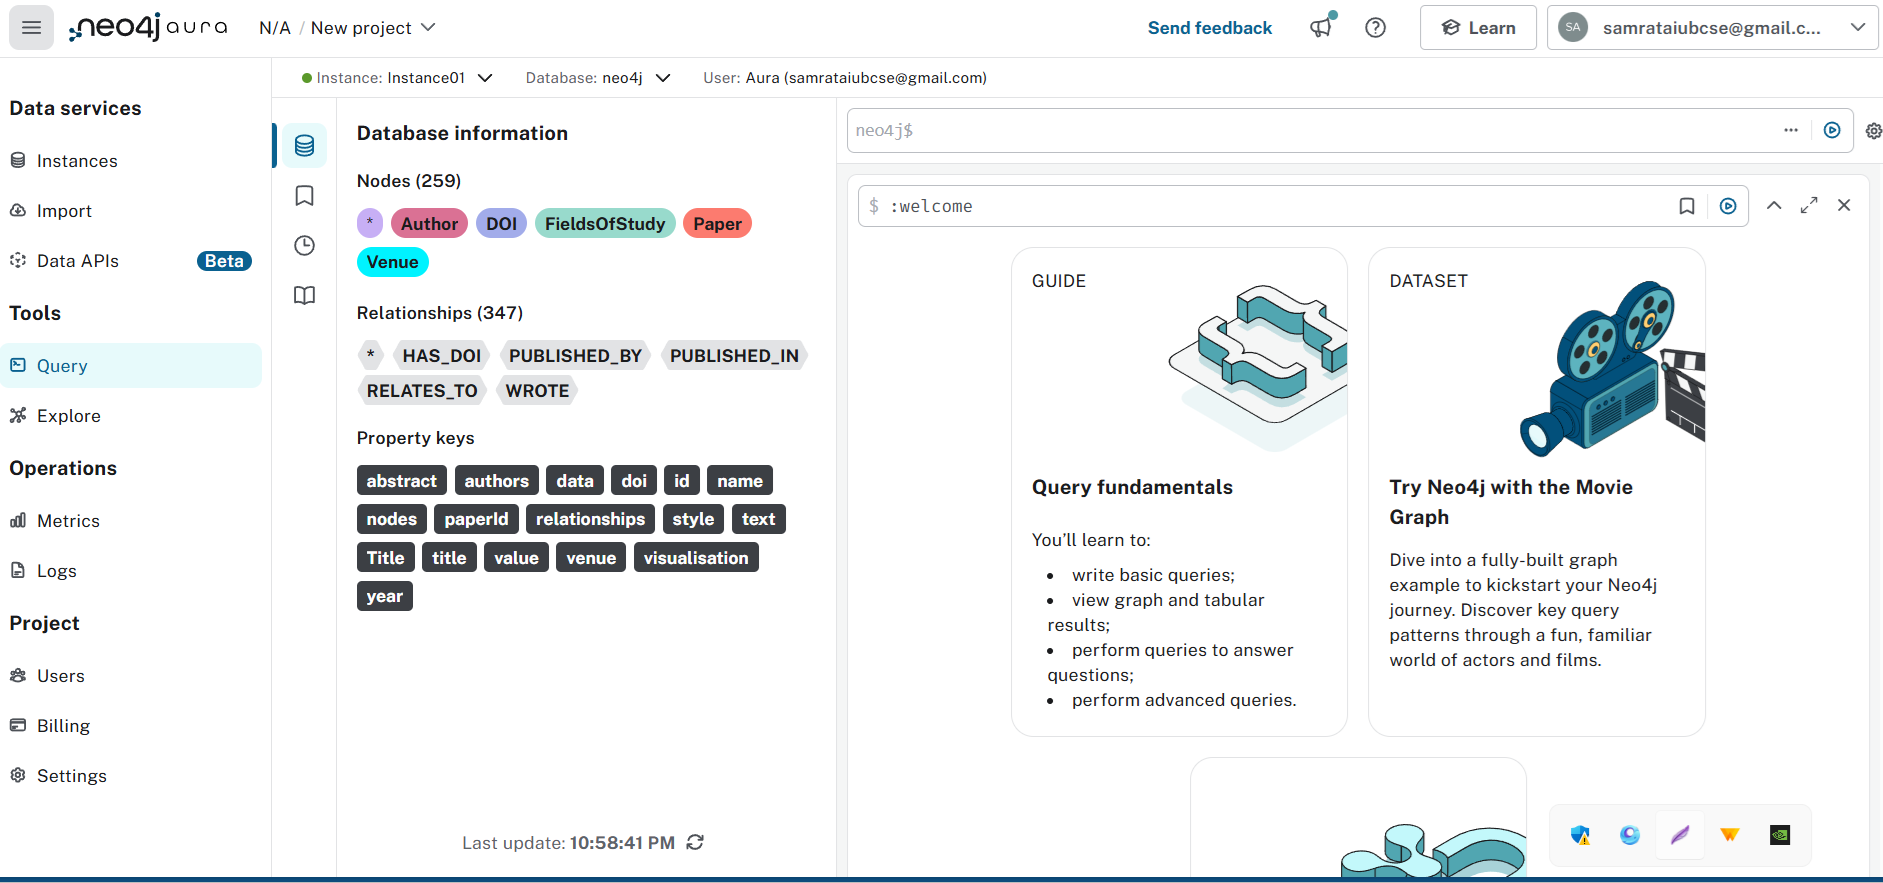 neo4j aura N/A / New project Send feedback Learn SA samrataiubcse@gmail.c...
Instance: Instance01 Database: neo4j User: Aura (samrataiubcse@gmail.com)
Data services
Instances
Import
Data APIs Beta
Tools
Query
Explore
Operations
Metrics
Logs
Project
Users
Billing
Settings
Database information
Nodes (259)
* Author DOI FieldsOfStudy Paper
Venue
Relationships (347)
* HAS_DOI PUBLISHED_BY PUBLISHED_IN
RELATES_TO WROTE
Property keys
abstract authors data doi id name
nodes paperId relationships style text
Title title value venue visualisation
year
Last update: 10:58:41 PM
neo4j$
$ :welcome
GUIDE
Query fundamentals
You'll learn to:
• write basic queries;
• view graph and tabular
results;
• perform queries to answer
questions;
• perform advanced queries.
DATASET
Try Neo4j with the Movie
Graph
Dive into a fully-built graph
example to kickstart your Neo4j
journey. Discover key query
patterns through a fun, familiar
world of actors and films.